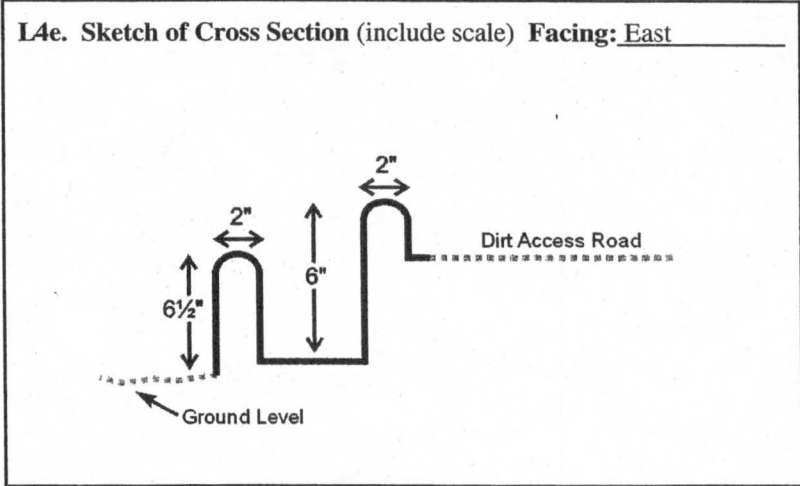 L4e. Sketch of Cross Section (include scale) Facing: East
2"
2"
Dirt Access Road
6"
6½"
Ground Level